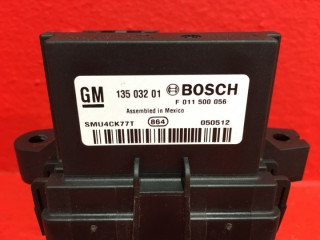 GM 135 032 01 BOSCH
F 011 500 056
Assembled in Mexico
SMU4CK77T 864 050512